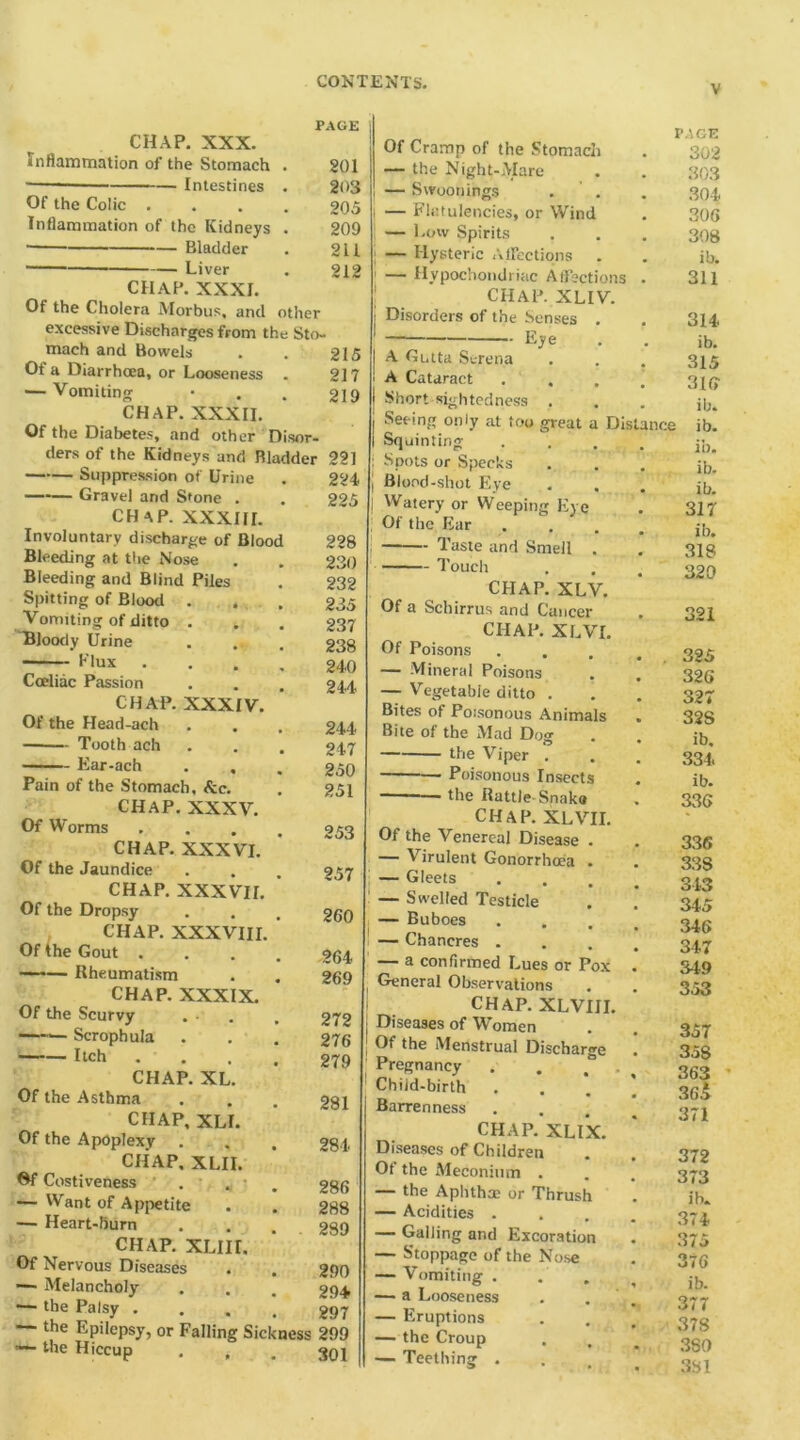 CONTENTS.
v
PAGE
CHAP. XXX.
Inflammation of the Stomach . 201
——— Intestines . 203
Of the Colic . . . . 205
Inflammation of the Kidneys . 209
——— Bladder . 211
——— Liver . 212
CHAP. XXXI.
Of the Cholera Morbus, and other
excessive Discharges from the Sto-
mach and Bowels . . 215
Of a Diarrhœa, or Looseness . 217
— Vomiting . . . 219
CHAP. XXXII.
Of the Diabetes, and other Disor-
ders of the Kidneys and Bladder 221
—— Suppression of Urine . 224
—— Gravel and Stone . . 225
CHAP. XXXIII.
Involuntary discharge of Blood 228
Bleeding at the Nose . . 230
Bleeding and Blind Piles . 232
Spitting of Blood . . . 235
Vomiting of ditto . . . 237
Bloody Urine . . . 238
—— Flux . . . . 240
Cœliac Passion . . . 244
CHAP. XXXIV.
Of the Head-ach . . . 244
—— Tooth ach . . . 247
—— Ear-ach . . . 250
Pain of the Stomach, &c. . 251
CHAP. XXXV.
Of Worms . . . . 253
CHAP. XXXVI.
Of the Jaundice . . . 257
CHAP. XXXVII.
Of the Dropsy . . . 260
CHAP. XXXVIII.
Of the Gout . . . . 264
—— Rheumatism . . 269
CHAP. XXXIX.
Of the Scurvy . . . 272
—— Scrophula . . . 276
—— Itch . . . . 279
CHAP. XL.
Of the Asthma . . . 281
CHAP. XLI.
Of the Apoplexy . . . 284
CHAP. XLII.
Of Costiveness . . . 286
— Want of Appetite . . 288
— Heart-burn . . . 289
CHAP. XLIII.
Of Nervous Diseases . . 290
— Melancholy . . . 294
— the Palsy . . . . 297
— the Epilepsy, or Falling Sickness 299
— the Hiccup . . . 301
PAGE
Of Cramp of the Stomach . 302
— the Night-Mare . . 303
— Swoonings . . . 304
— Flatulencies, or Wind . 306
— Low Spirits . . . 308
— Hysteric Affections . . ib.
— Hypochondriac Affections . 311
CHAP. XLIV.
Disorders of the Senses . . 314
——— Eye . . ib.
A Gutta Serena . . . 315
A Cataract . . . . 316
Short-sightedness . . . ib.
Seeing only at too great a Distance ib.
Squinting . . . . ib.
Spots or Specks . . . ib.
Blood-shot Eye . . . ib.
Watery or Weeping Eye . 317
Of the Ear . . . . ib.
—— Taste and Smell . . 318
—— Touch . . . 320
CHAP. XLV.
Of a Schirrus and Cancer . 321
CHAP. XLVI.
Of Poisons . . . . 325
— Mineral Poisons . . 326
— Vegetable ditto . . . 327
Bites of Poisonous Animals . 328
Bite of the Mad Dog . . ib.
——— the Viper . . . 334
——— Poisonous Insects . ib.
——— the Rattle-Snake . 336
CHAP. XLVII.
Of the Venereal Disease . . 336
— Virulent Gonorrhœa . . 338
— Gleets . . . . 343
— Swelled Testicle . . 345
— Buboes . . . . 346
— Chancres . . . . 347
— a confirmed Lues or Pox . 349
General Observations . . 353
CHAP. XLVIII.
Diseases of Women . . 357
Of the Menstrual Discharge . 358
Pregnancy . . . . 363
Child-birth . . . . 365
Barrenness . . . . 371
CHAP. XLIX.
Diseases of Children . . 372
Of the Meconium . . . 373
— the Aphthæ or Thrush . ib.
— Acidities . . . . 374
— Galling and Excoration . 375
— Stoppage of the Nose . 376
— Vomiting . . . . ib.
— a Looseness . . . 377
— Eruptions . . . 378
— the Croup . . . 380
— Teething . . . . 381